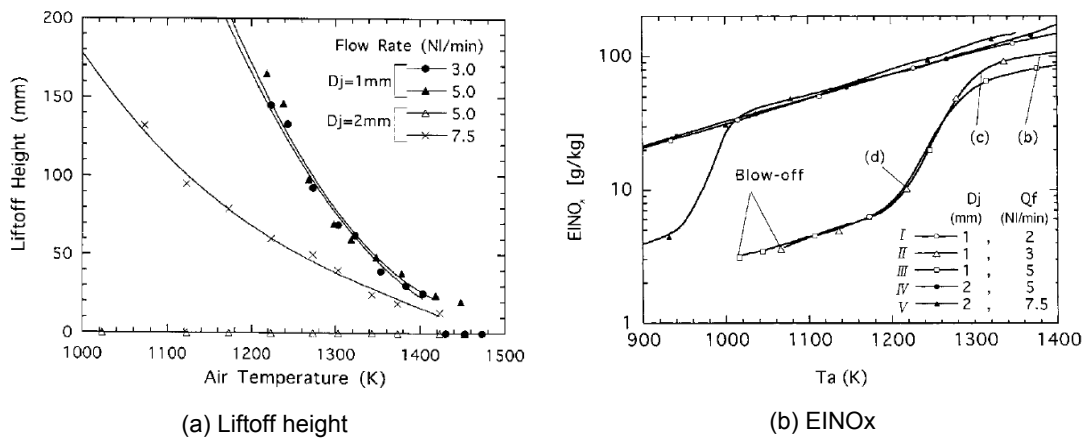 200
150
100
50
0
Liftoff Height (mm)
1000 1100 1200 1300 1400 1500
Air Temperature (K)
Flow Rate (Nl/min)
Dj=1mm
3.0
5.0
Dj=2mm
5.0
7.5
(a) Liftoff height
100
10
1
EINOx [g/kg]
900 1000 1100 1200 1300 1400
Ta (K)
Blow-off
(d)
(c)
(b)
Dj Qf
(mm) (Nl/min)
I 1 , 2
II 1 , 3
III 1 , 5
IV 2 , 5
V 2 , 7.5
(b) EINOx